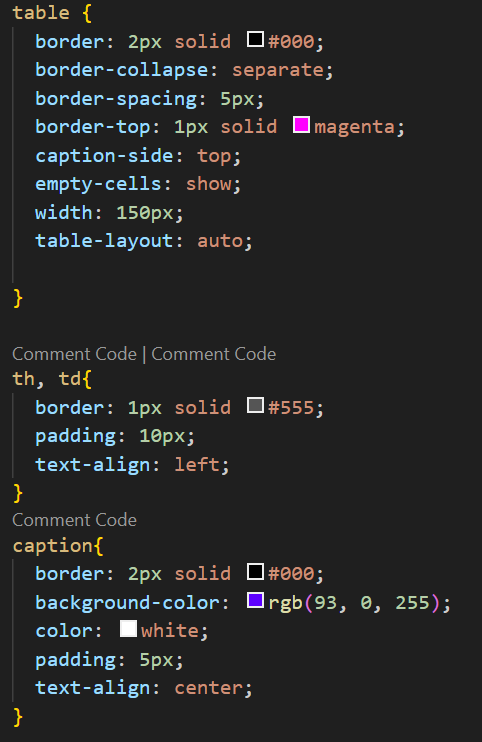 table {
border: 2px solid #000;
border-collapse: separate;
border-spacing: 5px;
border-top: 1px solid magenta;
caption-side: top;
empty-cells: show;
width: 150px;
table-layout: auto;
}
Comment Code | Comment Code
th, td{
border: 1px solid #555;
padding: 10px;
text-align: left;
}
Comment Code
caption{
border: 2px solid #000;
background-color: rgb(93, 0, 255);
color: white;
padding: 5px;
text-align: center;
}